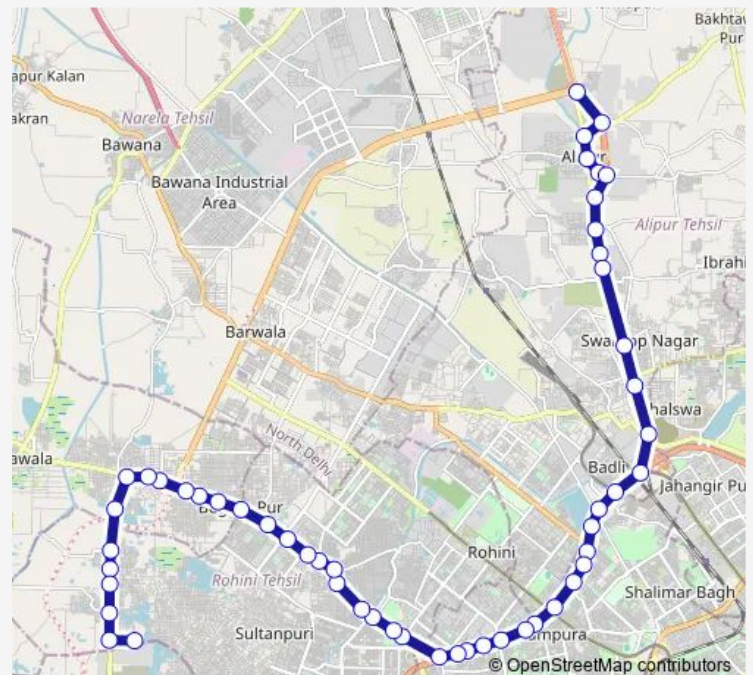 Bakhtaw
Pur
apur Kalan
Narela Tehsil
akran
Bawana
Bawana Industrial
Area
Alipur Tehsil
Ibrahi
Barwala
Nagar
halswa
North Delhi
awala
Badli
Jahangir Pu
Pur
Rohini
Rohini Tehsil
Shalimar Bagh
Sultanpuri
mpura
© OpenStreetMap contributors